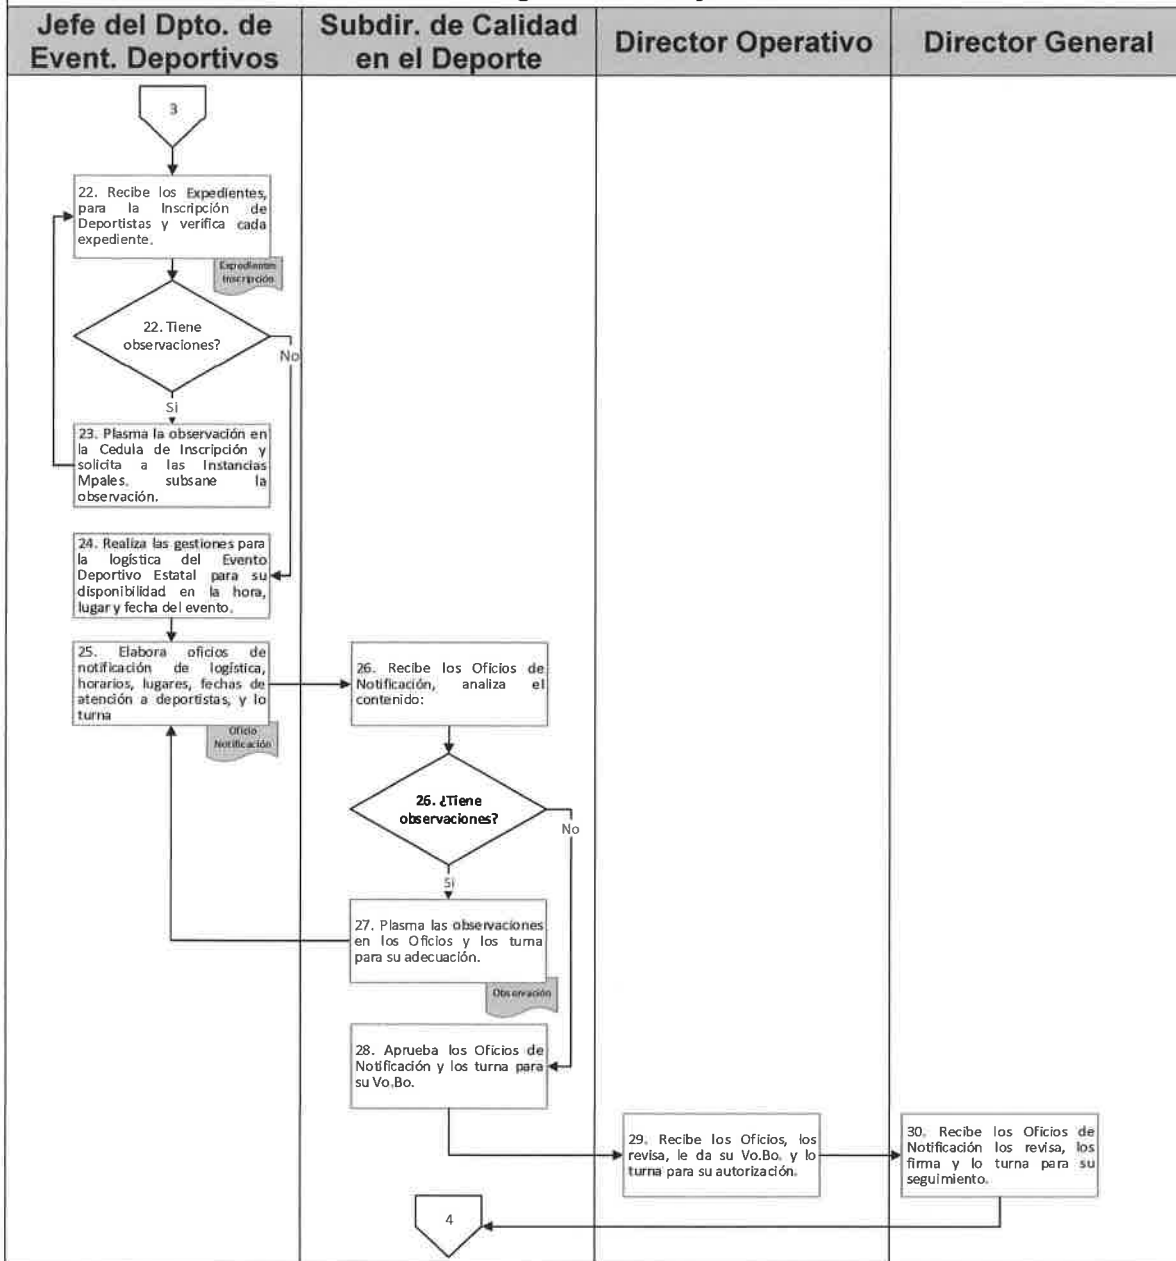 Jefe del Dpto. de
Event. Deportivos
Subdir. de Calidad
en el Deporte
Director Operativo
Director General
3
22. Recibe los Expedientes,
para la Inscripción de
Deportistas y verifica cada
expediente.
Expedientes
Inscripción
22. Tiene
observaciones?
No
Si
23. Plasma la observación en
la Cedula de Inscripción y
solicita a las Instancias
Mpales. subsane la
observación.
24. Realiza las gestiones para
la logística del Evento
Deportivo Estatal para su
disponibilidad en la hora,
lugar y fecha del evento.
25. Elabora oficios de
notificación de logística,
horarios, lugares, fechas de
atención a deportistas, y lo
turna
Oficio
Notificación
26. Recibe los Oficios de
Notificación, analiza el
contenido:
26. ¿Tiene
observaciones?
No
Si
27. Plasma las observaciones
en los Oficios y los turna
para su adecuación.
Observación
28. Aprueba los Oficios de
Notificación y los turna para
su Vo.Bo.
29. Recibe los Oficios, los
revisa, le da su Vo.Bo. y lo
turna para su autorización.
30. Recibe los Oficios de
Notificación los revisa, los
firma y lo turna para su
seguimiento.
4